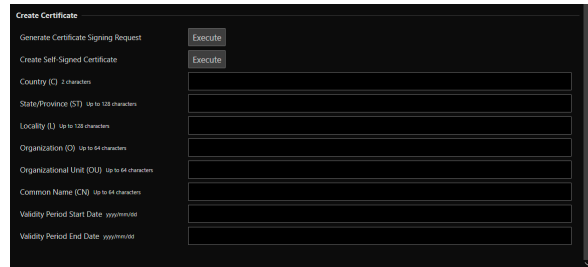 Create Certificate
Generate Certificate Signing Request Execute
Create Self-Signed Certificate Execute
Country (C) 2 characters
State/Province (ST) Up to 128 characters
Locality (L) Up to 128 characters
Organization (O) Up to 64 characters
Organizational Unit (OU) Up to 64 characters
Common Name (CN) Up to 64 characters
Validity Period Start Date yyyy/mm/dd
Validity Period End Date yyyy/mm/dd